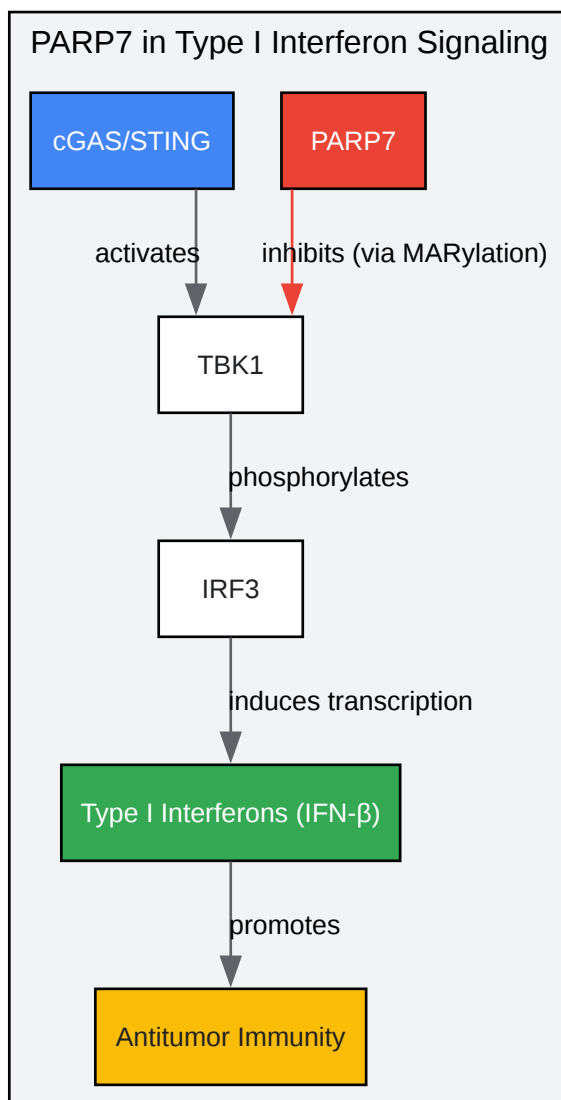 PARP7 in Type I Interferon Signaling
cGAS/STING
PARP7
activates
inhibits (via MARylation)
TBK1
phosphorylates
IRF3
induces transcription
Type I Interferons (IFN-β)
promotes
Antitumor Immunity